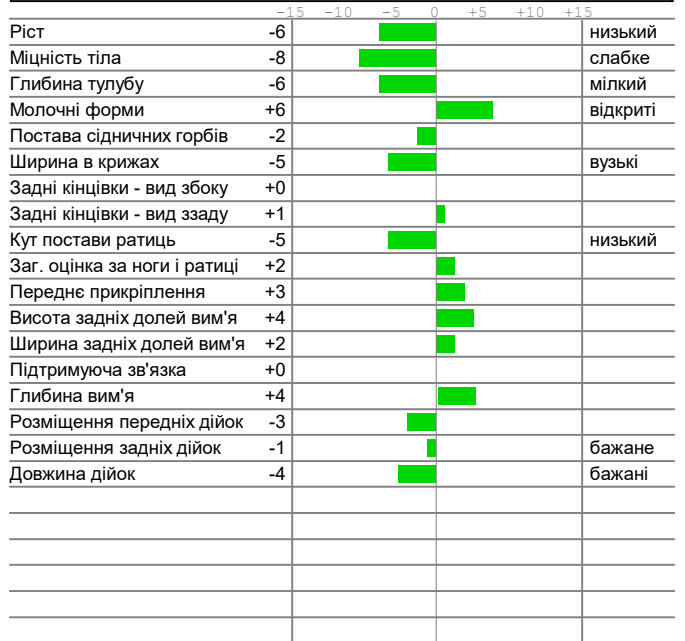 -15 -10 -5 0 +5 +10 +15
Ріст -6 низький
Міцність тіла -8 слабке
Глибина тулубу -6 мілкий
Молочні форми +6 відкриті
Постава сідничних горбів -2
Ширина в крижах -5 вузькі
Задні кінцівки - вид збоку +0
Задні кінцівки - вид ззаду +1
Кут постави ратиць -5 низький
Заг. оцінка за ноги і ратиці +2
Переднє прикріплення +3
Висота задніх долей вим'я +4
Ширина задніх долей вим'я +2
Підтримуюча зв'язка +0
Глибина вим'я +4
Розміщення передніх дійок -3
Розміщення задніх дійок -1 бажане
Довжина дійок -4 бажані